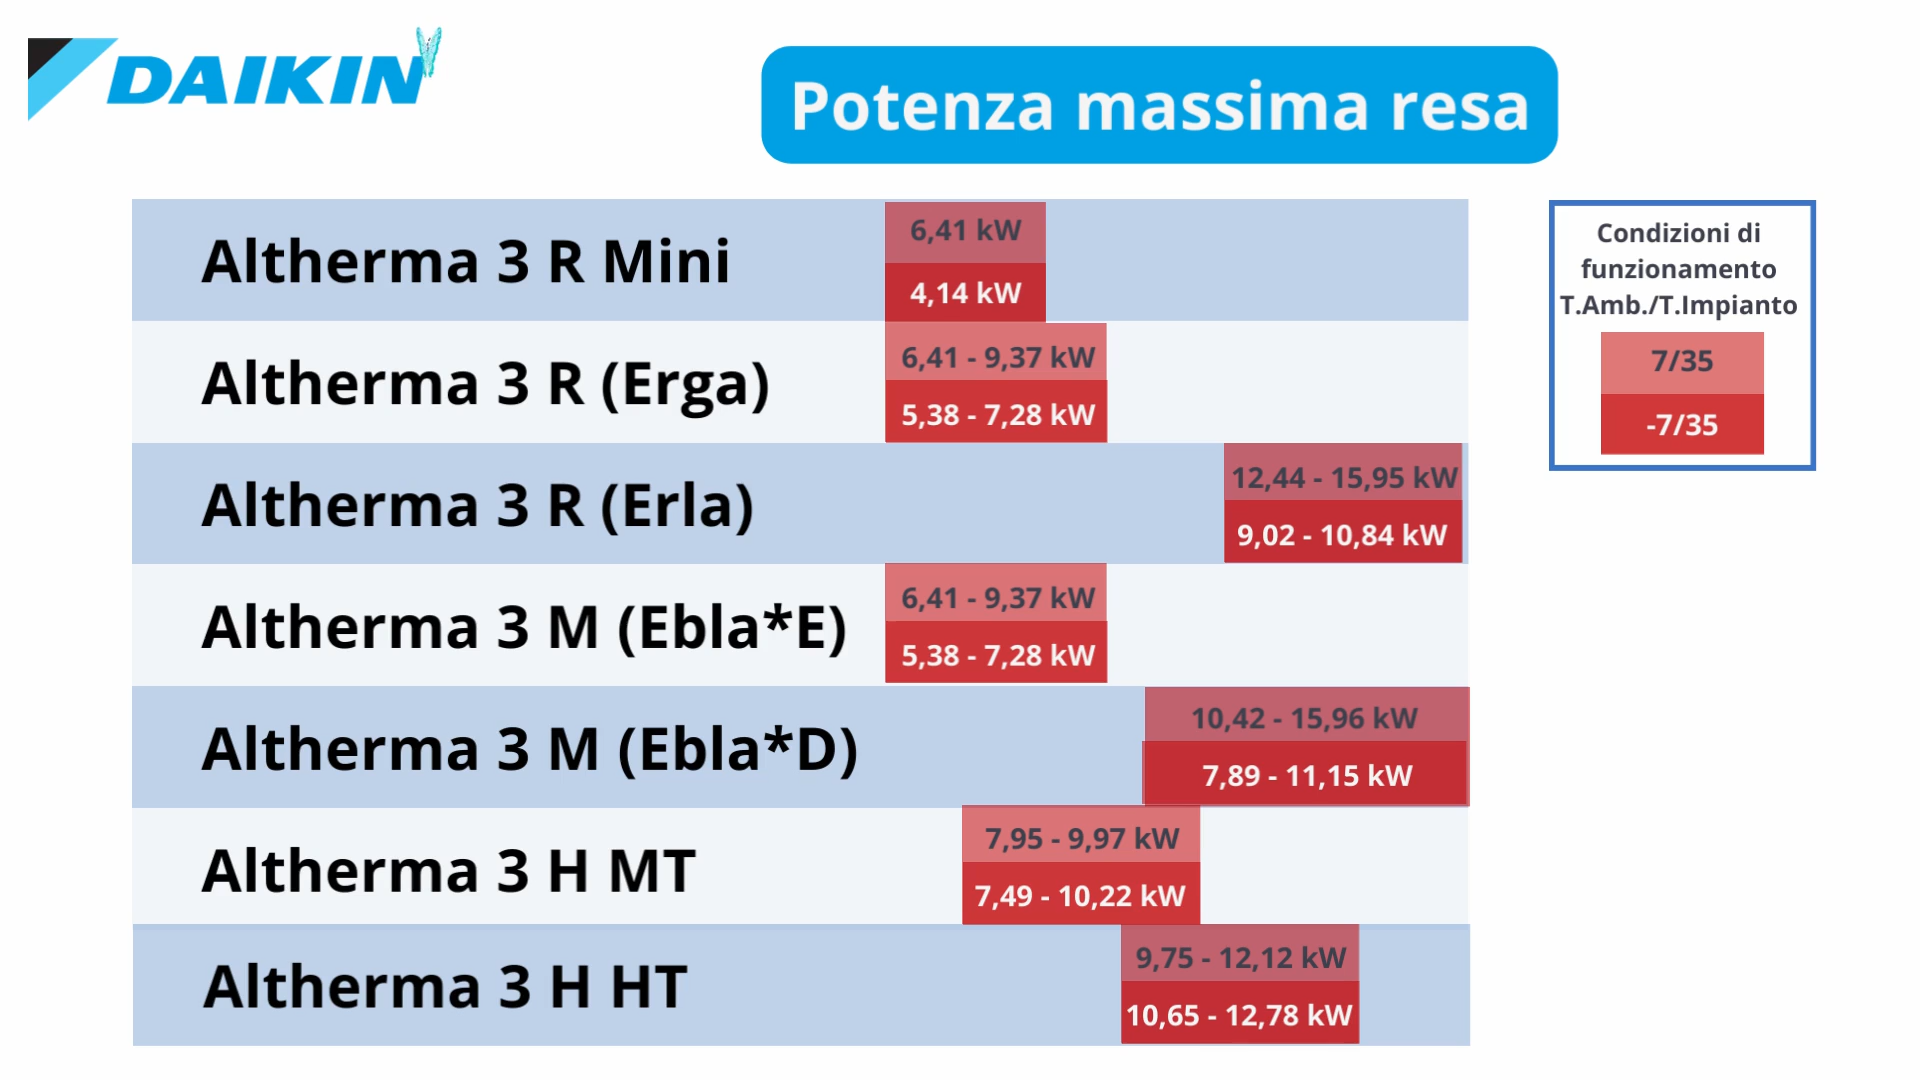 DAIKIN
Potenza massima resa
Altherma 3 R Mini
6,41 kW
4,14 kW
Altherma 3 R (Erga)
6,41 - 9,37 kW
5,38 - 7,28 kW
Altherma 3 R (Erla)
12,44 - 15,95 kW
9,02 - 10,84 kW
Altherma 3 M (Ebla*E)
6,41 - 9,37 kW
5,38 - 7,28 kW
Altherma 3 M (Ebla*D)
10,42 - 15,96 kW
7,89 - 11,15 kW
Altherma 3 H MT
7,95 - 9,97 kW
7,49 - 10,22 kW
Altherma 3 H HT
9,75 - 12,12 kW
10,65 - 12,78 kW
Condizioni di
funzionamento
T.Amb./T.Impianto
7/35
-7/35